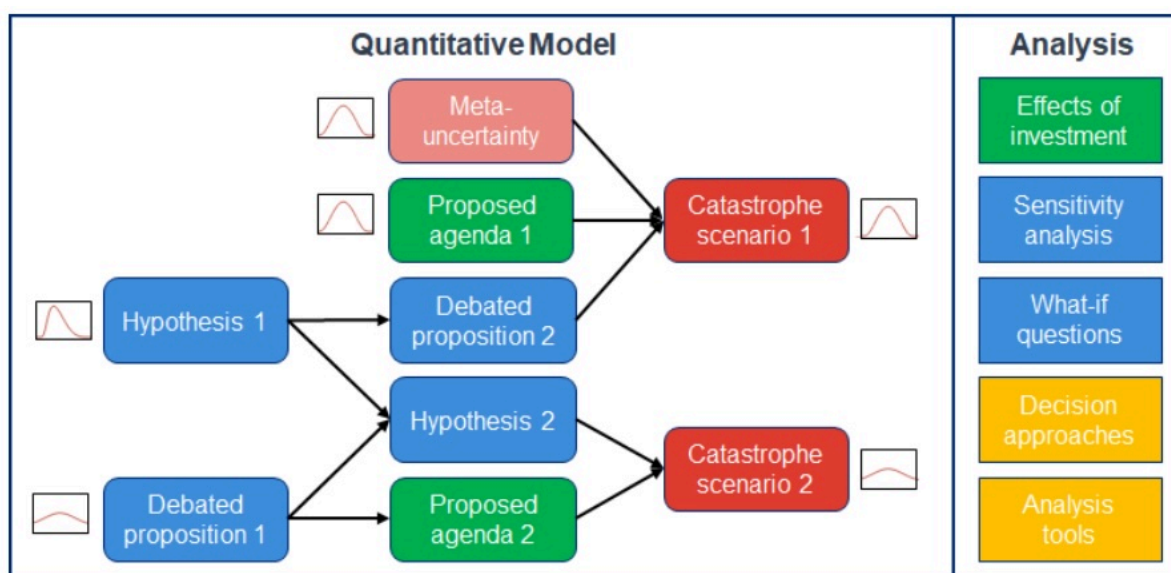 Quantitative Model
Meta-
uncertainty
Proposed
agenda 1
Catastrophe
scenario 1
Hypothesis 1
Debated
proposition 2
Hypothesis 2
Catastrophe
scenario 2
Debated
proposition 1
Proposed
agenda 2
Analysis
Effects of
investment
Sensitivity
analysis
What-if
questions
Decision
approaches
Analysis
tools